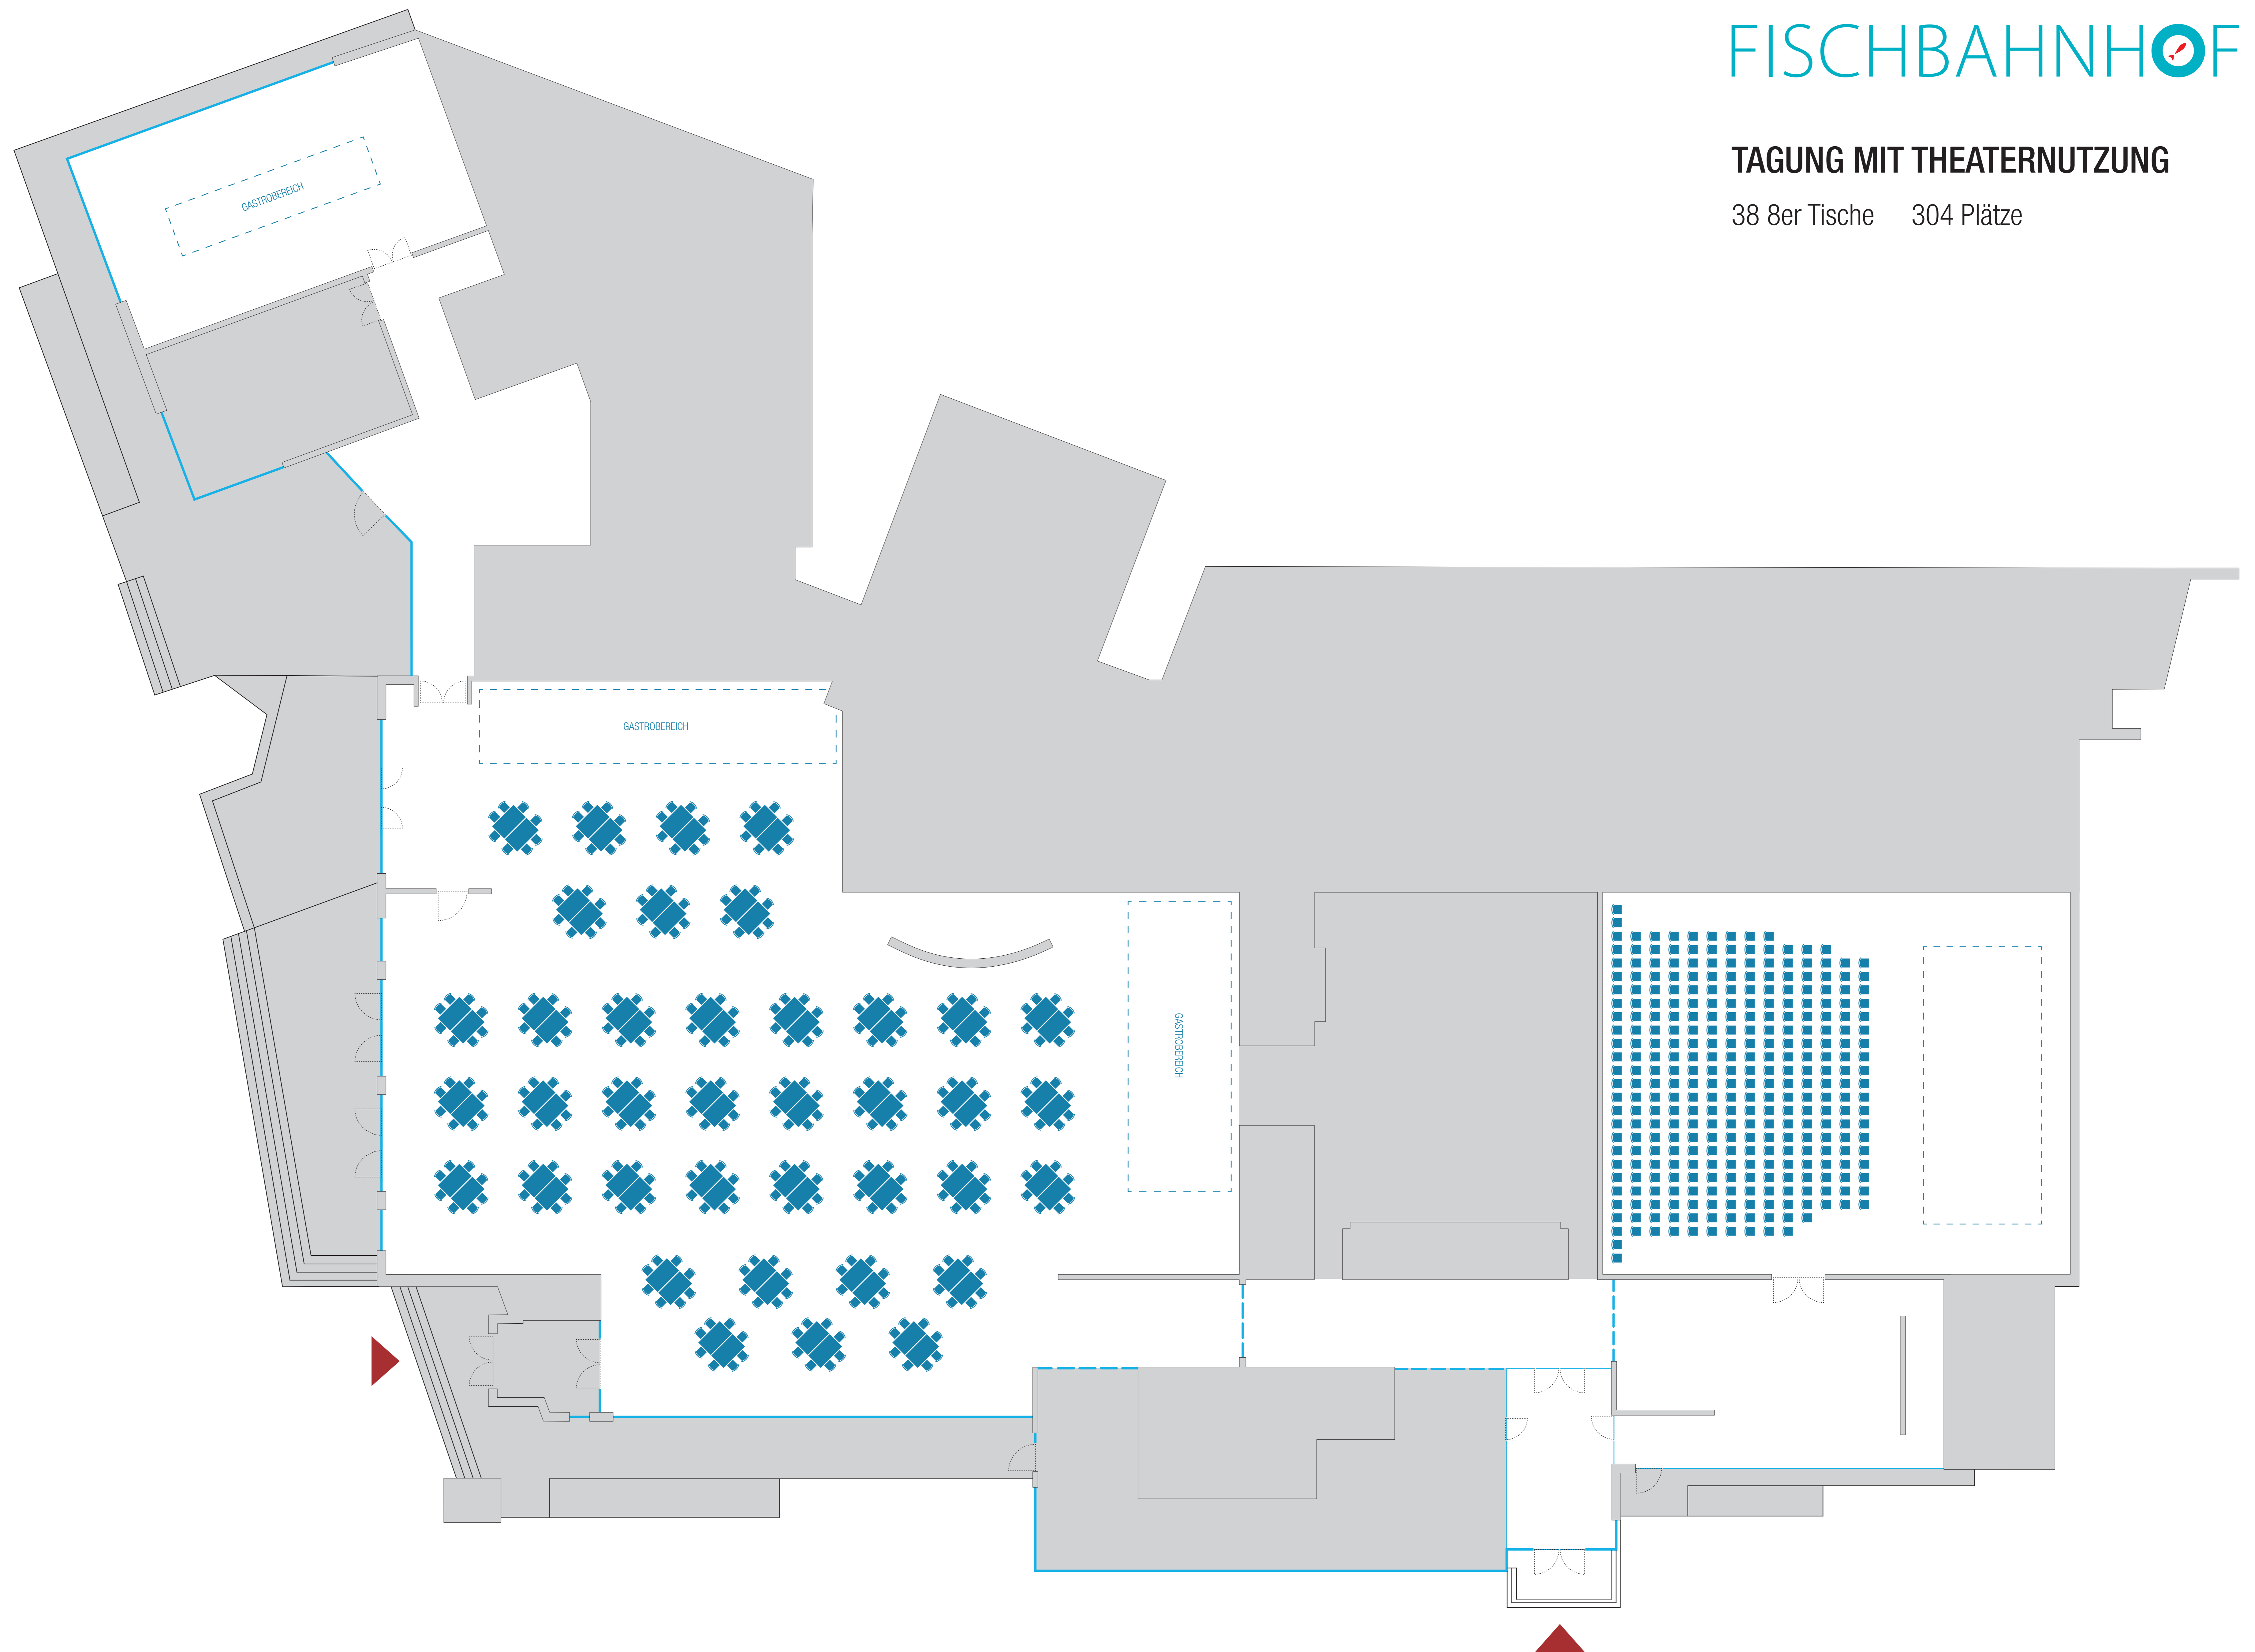 FISCHBAHNHOF
TAGUNG MIT THEATERNUTZUNG
38 8er Tische 304 Plätze
GASTROBEREICH
GASTROBEREICH
GASTROBEREICH